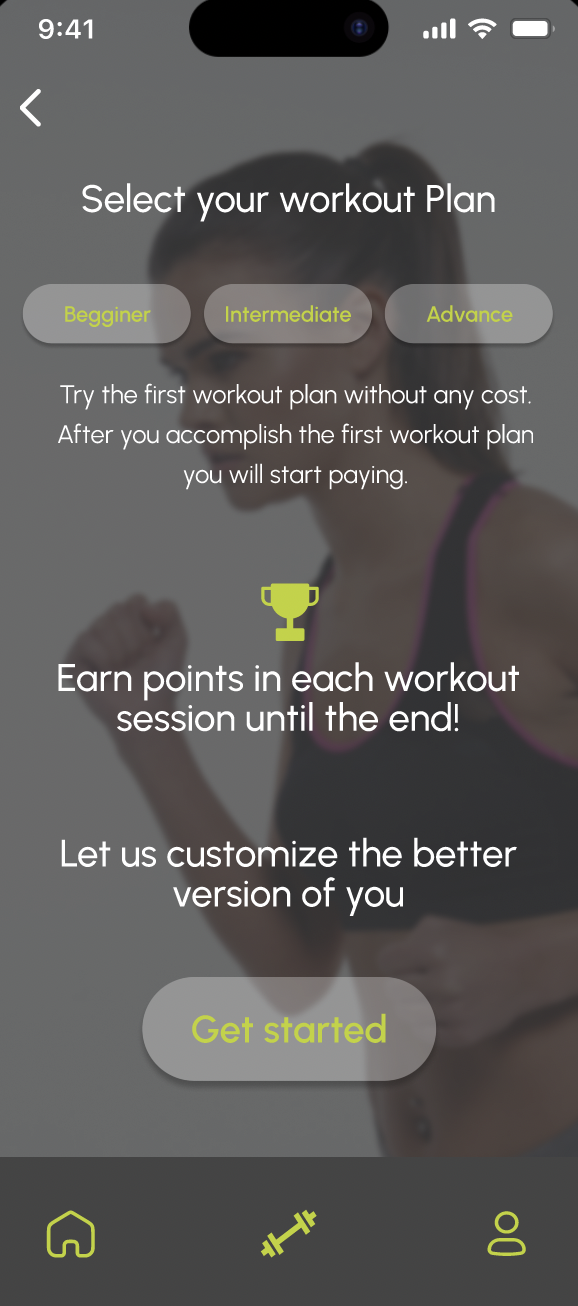 9:41
Select your workout Plan
Begginer Intermediate Advance
Try the first workout plan without any cost.
After you accomplish the first workout plan
you will start paying.
Earn points in each workout
session until the end!
Let us customize the better
version of you
Get started